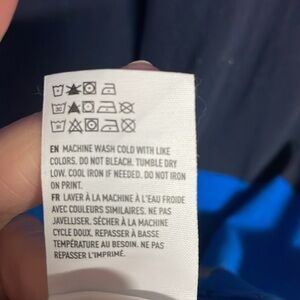 EN MACHINE WASH COLD WITH LIKE
COLORS. DO NOT BLEACH. TUMBLE DRY
LOW. COOL IRON IF NEEDED. DO NOT IRON
ON PRINT.
FR LAVER À LA MACHINE À L'EAU FROIDE
AVEC COULEURS SIMILAIRES. NE PAS
JAVELLISER. SÉCHER À LA MACHINE
CYCLE DOUX. REPASSER À BASSE
TEMPÉRATURE AU BESOIN. NE PAS
REPASSER L'IMPRIMÉ.